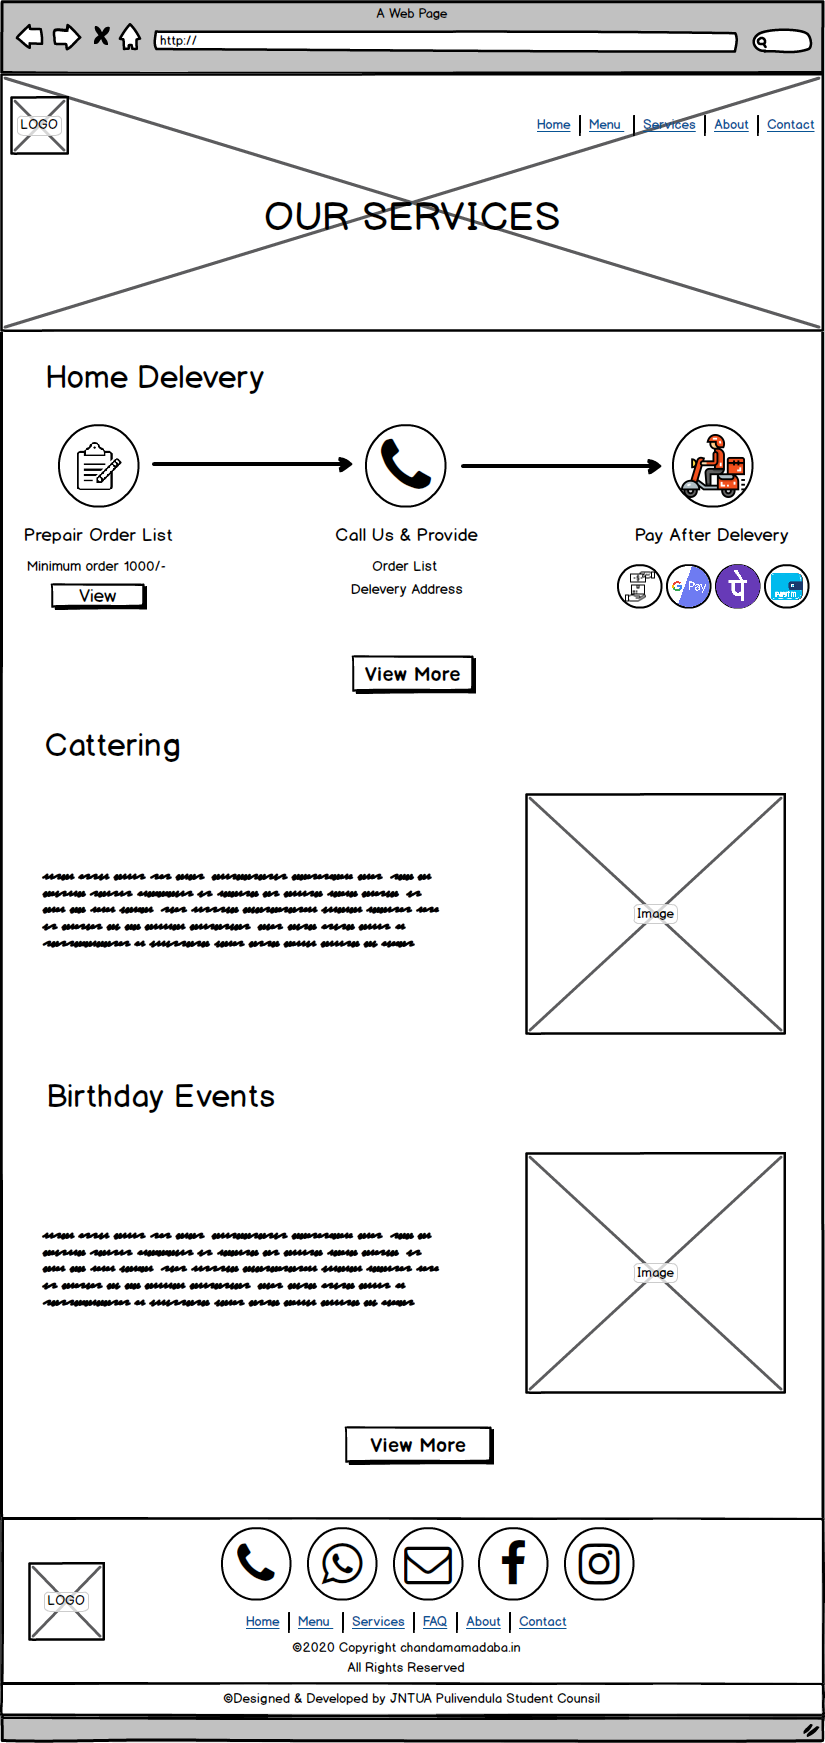 A Web Page
http://
LOGO
Home Menu Services About Contact
OUR SERVICES
Home Delevery
Prepair Order List
Minimum order 1000/-
View
Call Us & Provide
Order List
Delevery Address
Pay After Delevery
G Pay
पे
Paytm
View More
Cattering
Image
Birthday Events
Image
View More
LOGO
Home Menu Services FAQ About Contact
©2020 Copyright chandamamadaba.in
All Rights Reserved
©Designed & Developed by JNTUA Pulivendula Student Counsil